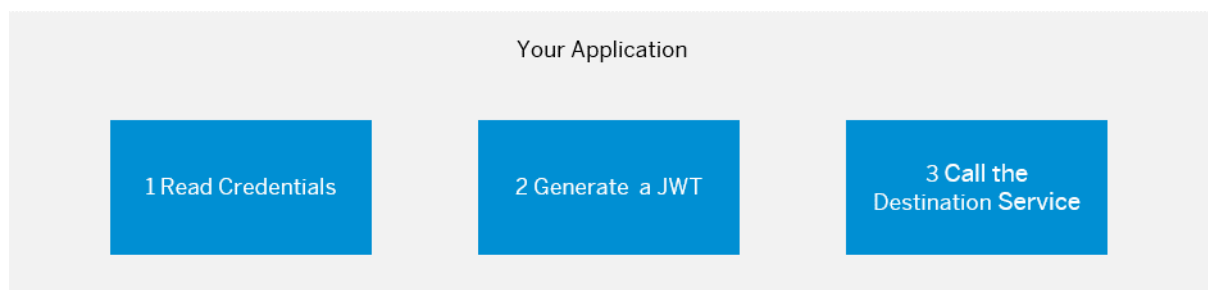 Your Application
1 Read Credentials
2 Generate a JWT
3 Call the
Destination Service